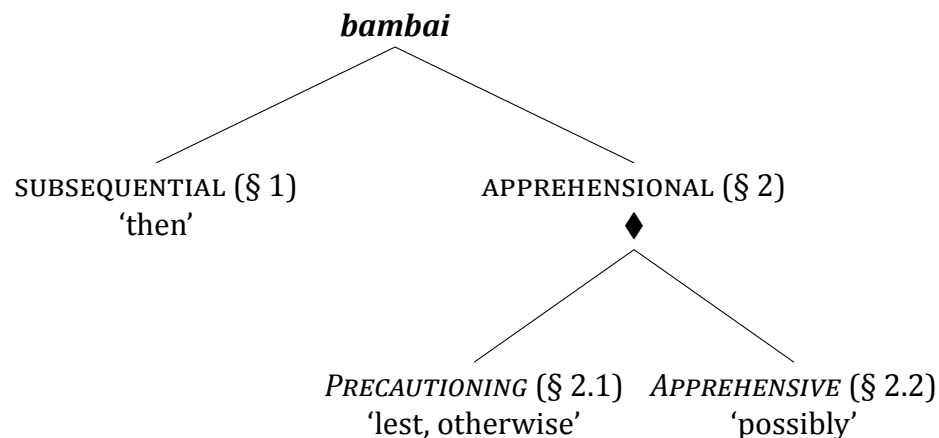 bambai
SUBSEQUENTIAL (§ 1) APPREHENSIONAL (§ 2)
‘then’ ♦
PRECAUTIONING (§ 2.1) APPREHENSIVE (§ 2.2)
‘lest, otherwise’ ‘possibly’